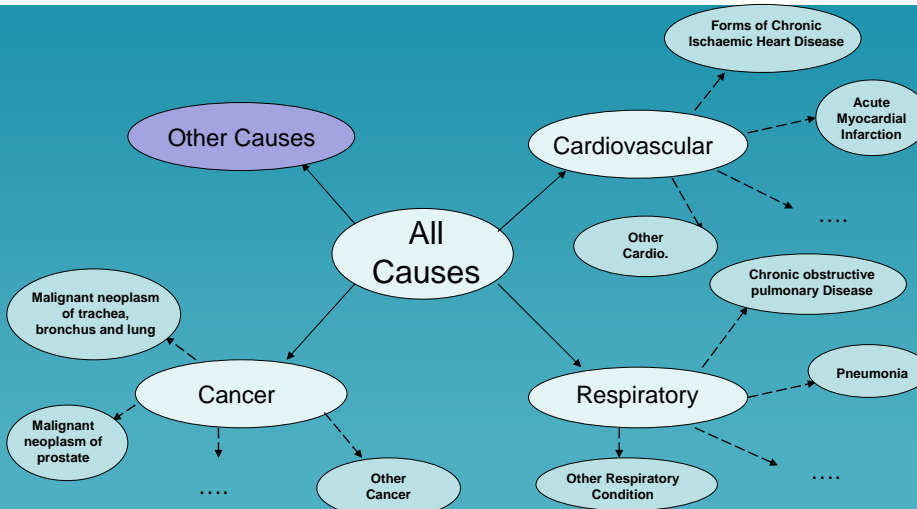 Forms of Chronic
Ischaemic Heart Disease
Other Causes
Cardiovascular
Acute
Myocardial
Infarction
....
Other
Cardio.
All
Causes
Chronic obstructive
pulmonary Disease
Malignant neoplasm
of trachea,
bronchus and lung
Cancer
Respiratory
Pneumonia
Malignant
neoplasm of
prostate
....
Other
Cancer
Other Respiratory
Condition
....